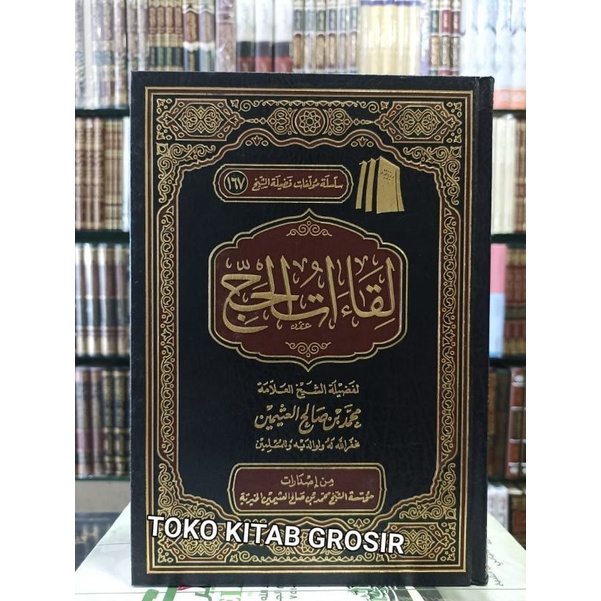 سلسلة مؤلفات فضيلة الشيخ ١٦٧
لقاءات الحج
لفضيلة الشيخ العلامة
محمد بن صالح العثيمين
غفر الله له ولوالديه وللمسلمين
من إصدارات
مؤسسة الشيخ محمد بن صالح العثيمين الخيرية
TOKO KITAB GROSIR